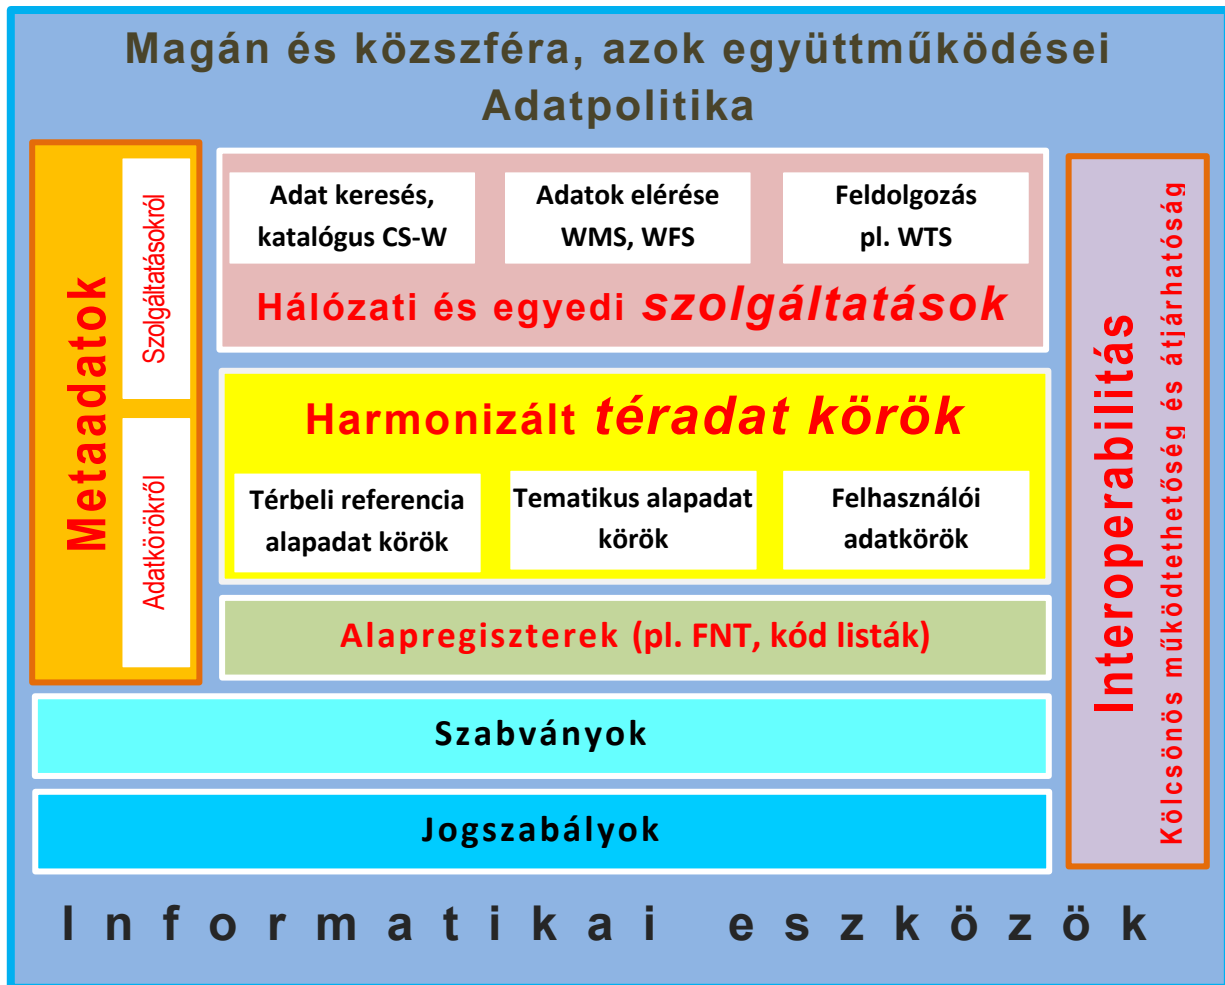 Magán és közszféra, azok együttműködései
Adatpolitika
Metaadatok
Szolgáltatásokról
Adatkörökről
Adat keresés,
katalógus CS-W
Adatok elérése
WMS, WFS
Feldolgozás
pl. WTS
Hálózati és egyedi szolgáltatások
Harmonizált téradat körök
Térbeli referencia
alapadat körök
Tematikus alapadat
körök
Felhasználói
adatkörök
Alapregiszterek (pl. FNT, kód listák)
Szabványok
Jogszabályok
Interoperabilitás
Kölcsönös működtethetőség és átjárhatóság
Informatikai eszközök